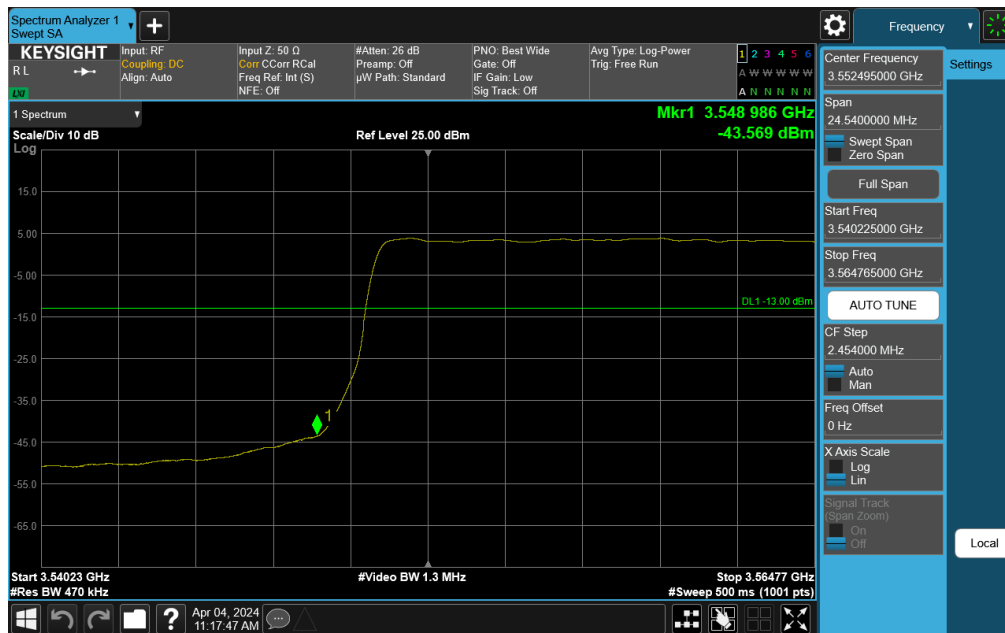 Spectrum Analyzer 1
Swept SA
Frequency
KEYSIGHT
R L
LXI
Input: RF
Coupling: DC
Align: Auto
Input Z: 50 Ω
Corr CCorr RCal
Freq Ref: Int (S)
NFE: Off
#Atten: 26 dB
Preamp: Off
µW Path: Standard
PNO: Best Wide
Gate: Off
IF Gain: Low
Sig Track: Off
Avg Type: Log-Power
Trig: Free Run
1 2 3 4 5 6
A W W W W W
A N N N N N
1 Spectrum
Scale/Div 10 dB
Log
Ref Level 25.00 dBm
Mkr1 3.548 986 GHz
-43.569 dBm
15.0
5.00
-5.00
-15.0
-25.0
-35.0
-45.0
-55.0
-65.0
DL1 -13.00 dBm
1
Start 3.54023 GHz
#Res BW 470 kHz
#Video BW 1.3 MHz
Stop 3.56477 GHz
#Sweep 500 ms (1001 pts)
Apr 04, 2024
11:17:47 AM
?
Center Frequency
3.552495000 GHz
Span
24.5400000 MHz
Swept Span
Zero Span
Full Span
Start Freq
3.540225000 GHz
Stop Freq
3.564765000 GHz
AUTO TUNE
CF Step
2.454000 MHz
Auto
Man
Freq Offset
0 Hz
X Axis Scale
Log
Lin
Signal Track
(Span Zoom)
On
Off
Settings
Local